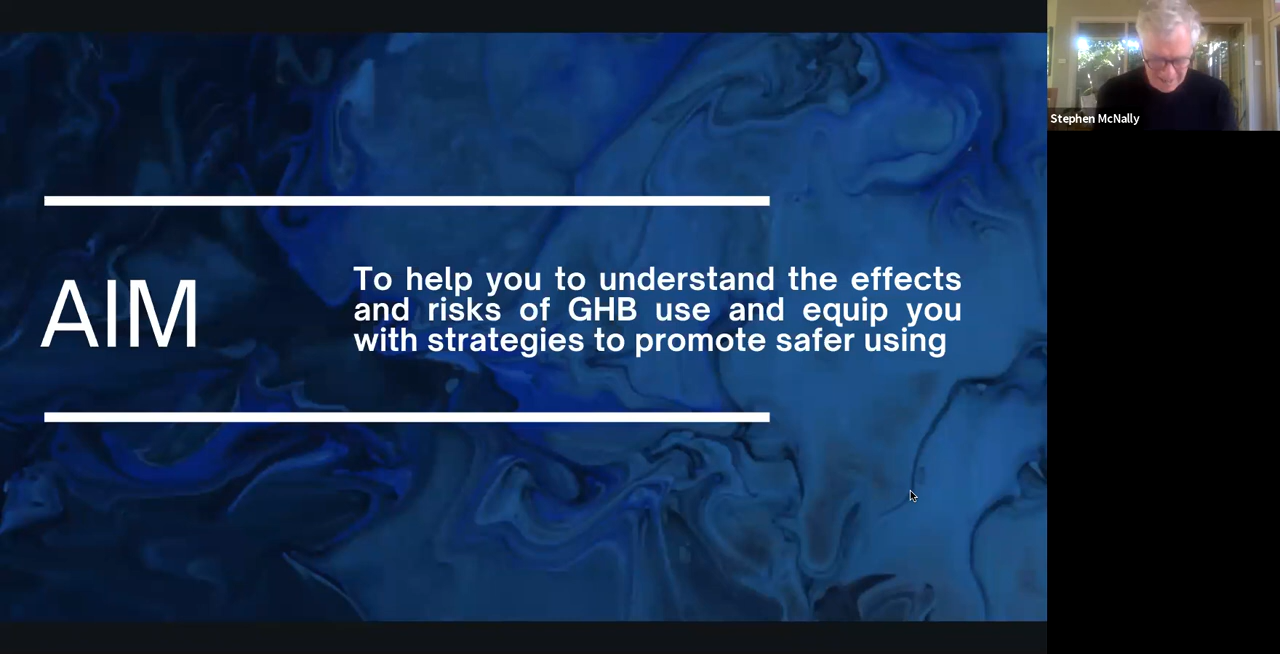 AIM
To help you to understand the effects
and risks of GHB use and equip you
with strategies to promote safer using
Stephen McNally